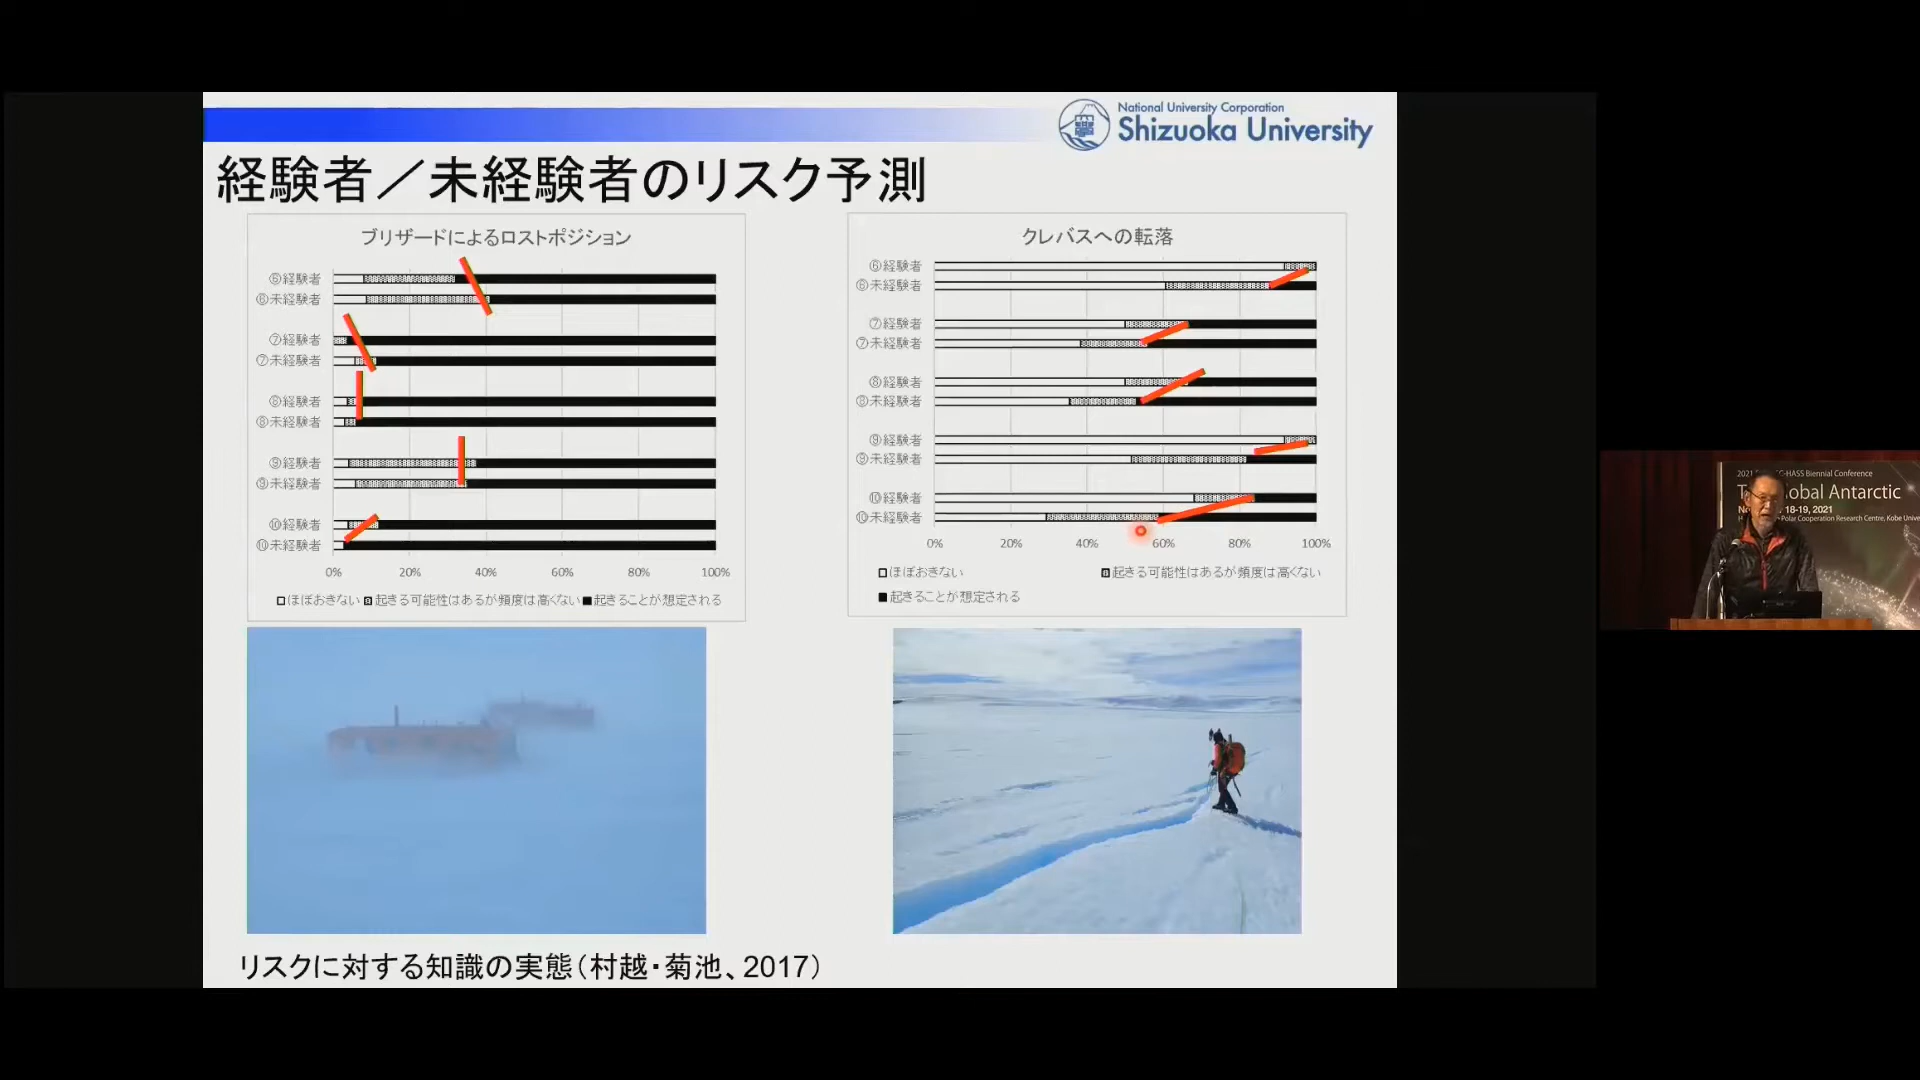 National University Corporation
Shizuoka University
経験者／未経験者のリスク予測
ブリザードによるロストポジション
⑥経験者
⑥未経験者
⑦経験者
⑦未経験者
⑧経験者
⑧未経験者
⑨経験者
⑨未経験者
⑩経験者
⑩未経験者
0% 20% 40% 60% 80% 100%
ほぼおきない 起きる可能性はあるが頻度は高くない 起きることが想定される
クレバスへの転落
⑥経験者
⑥未経験者
⑦経験者
⑦未経験者
⑧経験者
⑧未経験者
⑨経験者
⑨未経験者
⑩経験者
⑩未経験者
0% 20% 40% 60% 80% 100%
ほぼおきない 起きる可能性はあるが頻度は高くない
起きることが想定される
リスクに対する知識の実態（村越・菊池、2017）
2021 C-HASS Biennial Conference
obal Antarctic
18-19, 2021
Polar Cooperation Research Centre, Kobe